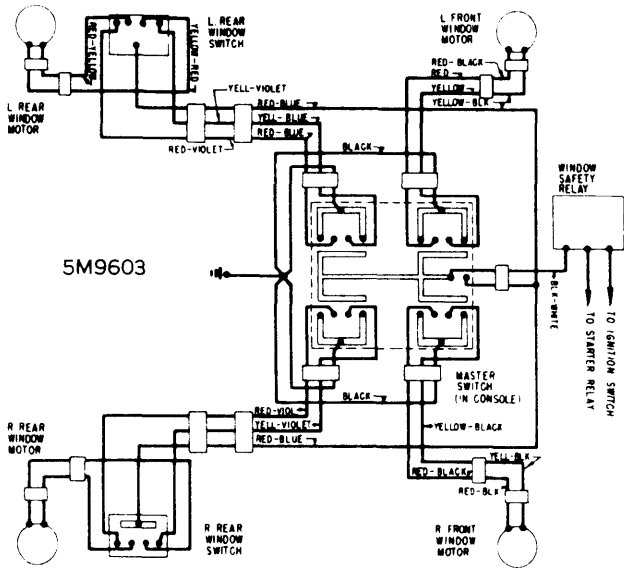 L. REAR
WINDOW
SWITCH
L FRONT
WINDOW
MOTOR
RED-YELLOW
YELLOW-RED
RED-BLACK
RED
YELLOW
YELLOW-BLK
L REAR
WINDOW
MOTOR
YELL-VIOLET
RED-BLUE
YELL-BLUE
RED-BLUE
RED-VIOLET
BLACK
WINDOW
SAFETY
RELAY
5M9603
BLK-WHITE
TO STARTER RELAY
TO IGNITION SWITCH
MASTER
SWITCH
(IN CONSOLE)
BLACK
RED-VIOL
YELL-VIOLET
RED-BLUE
YELLOW-BLACK
R REAR
WINDOW
MOTOR
YELL-BLK
RED-BLACK
RED-BLK
R REAR
WINDOW
SWITCH
R FRONT
WINDOW
MOTOR